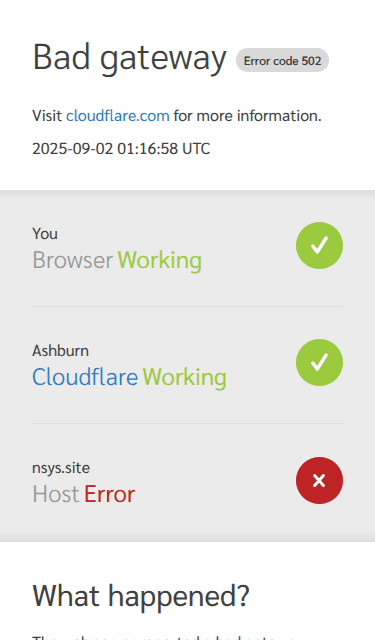 Bad gateway Error code 502
Visit cloudflare.com for more information.
2025-09-02 01:16:58 UTC
You
Browser Working
Ashburn
Cloudflare Working
nsys.site
Host Error
What happened?